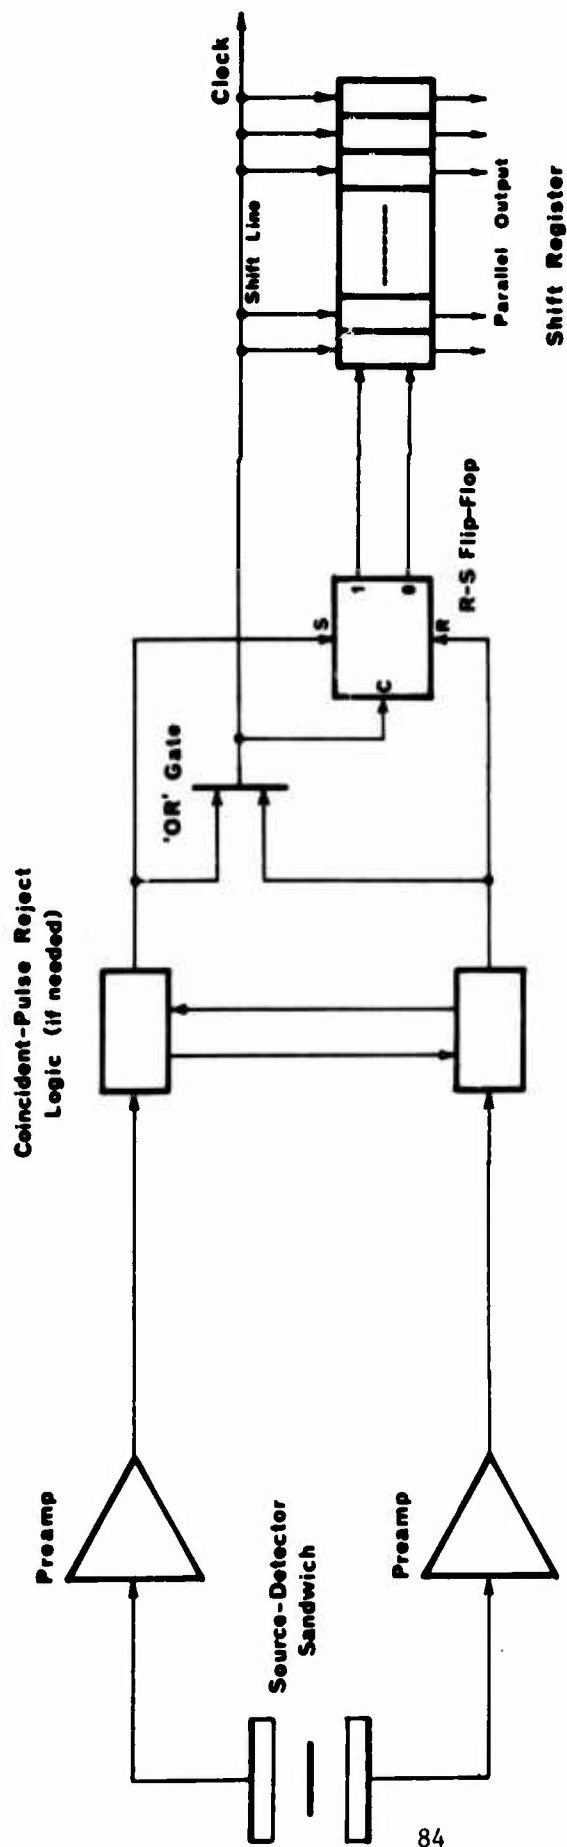 Source-Detector
Sandwich
Preamp
Preamp
Coincident-Pulse Reject
Logic (if needed)
'OR' Gate
S
C
1
0
R
R-S Flip-Flop
Clock
Shift Line
Parallel Output
Shift Register
84